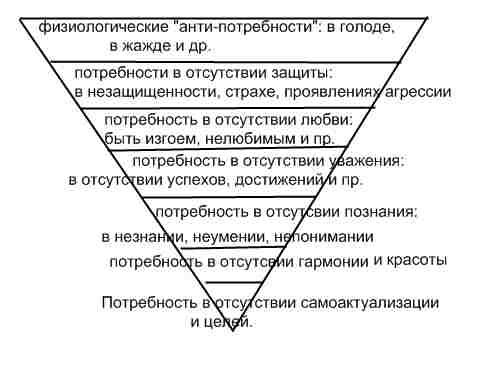 физиологические "анти-потребности": в голоде,
в жажде и др.
потребности в отсутствии защиты:
в незащищенности, страхе, проявлениях агрессии
потребность в отсутствии любви:
быть изгоем, нелюбимым и пр.
потребность в отсутствии уважения:
в отсутствии успехов, достижений и пр.
потребность в отсутсвии познания:
в незнании, неумении, непонимании
потребность в отсутсвии гармонии и красоты
Потребность в отсутствии самоактуализации
и целей.